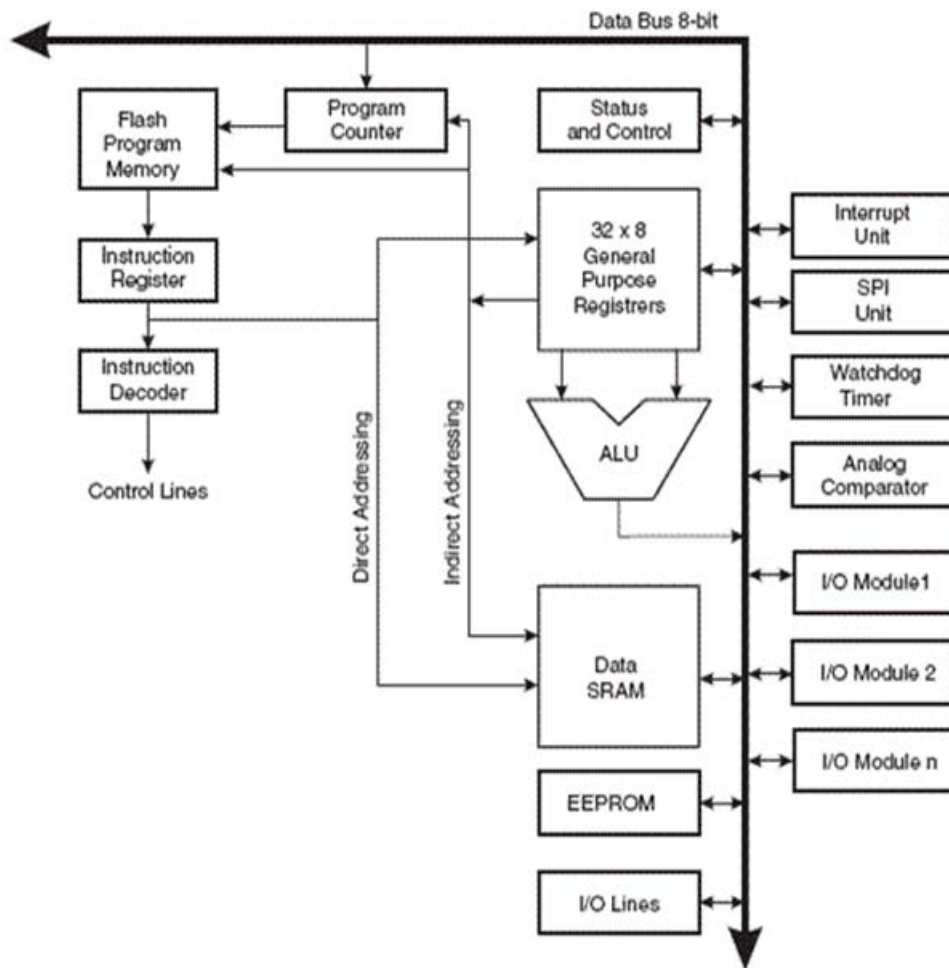 Data Bus 8-bit
Flash
Program
Memory
Program
Counter
Status
and Control
Interrupt
Unit
32 x 8
General
Purpose
Registrers
Instruction
Register
SPI
Unit
Instruction
Decoder
Watchdog
Timer
ALU
Analog
Comparator
Control Lines
Direct Addressing
Indirect Addressing
I/O Module1
Data
SRAM
I/O Module 2
I/O Module n
EEPROM
I/O Lines